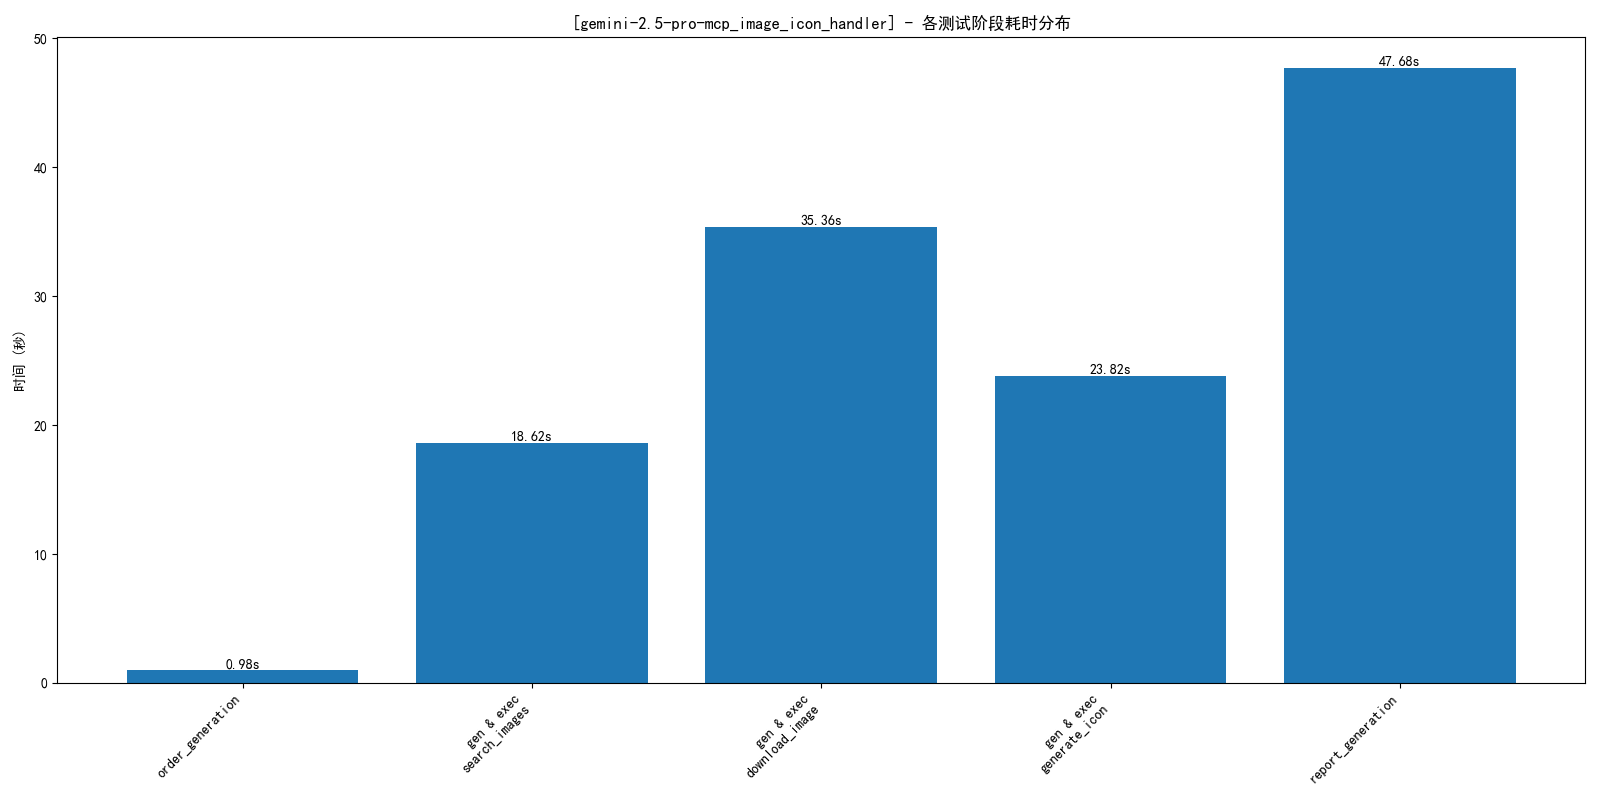 [gemini-2.5-pro-mcp_image_icon_handler] - 各测试阶段耗时分布
时间 (秒)
50
40
30
20
10
0
0.98s
18.62s
35.36s
23.82s
47.68s
order_generation
gen & exec
search_images
gen & exec
download_image
gen & exec
generate_icon
report_generation